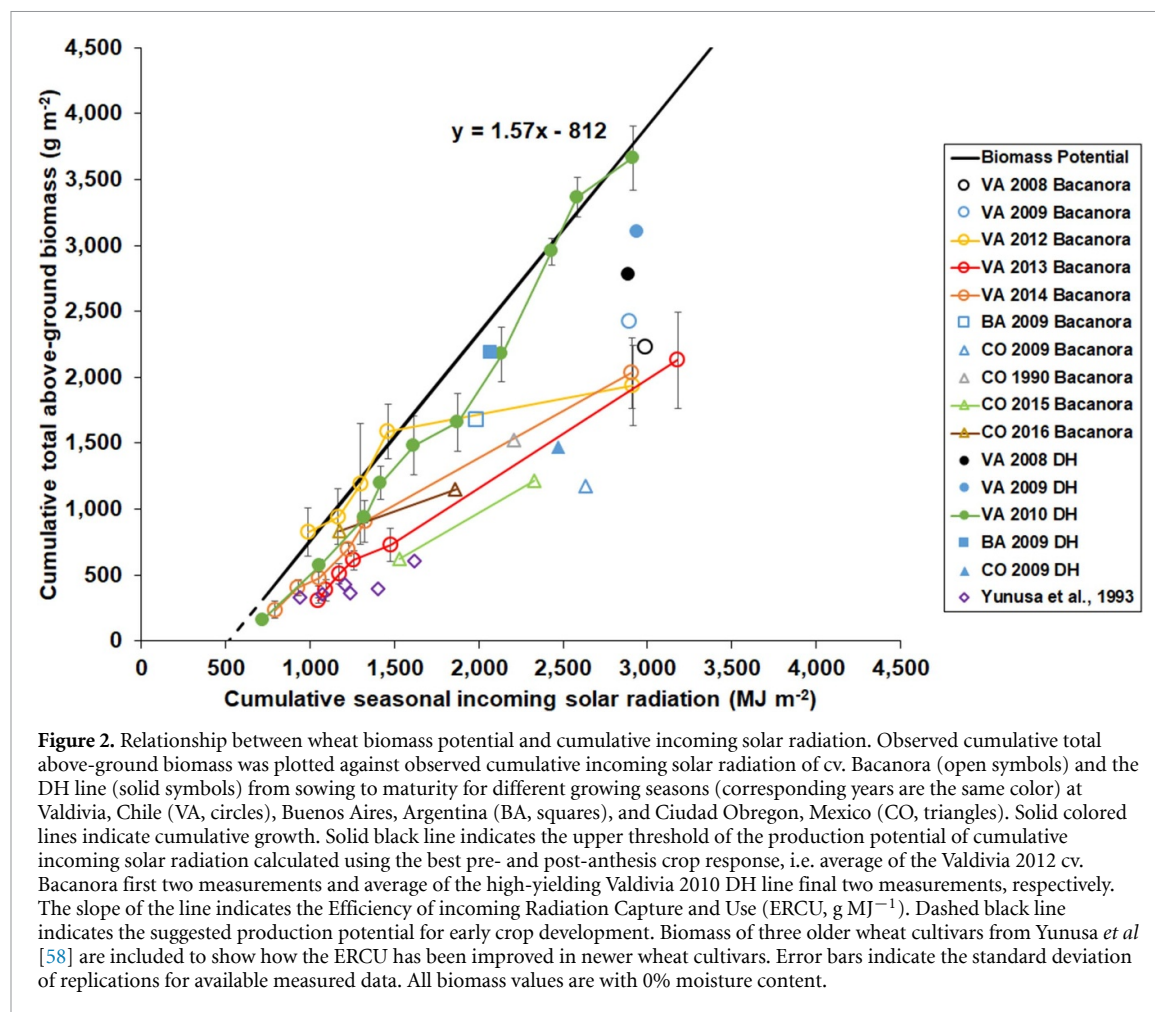 4,500
4,000
3,500
3,000
2,500
2,000
1,500
1,000
500
0
Cumulative total above-ground biomass (g m⁻²)
y = 1.57x - 812
0 500 1,000 1,500 2,000 2,500 3,000 3,500 4,000 4,500
Cumulative seasonal incoming solar radiation (MJ m⁻²)
Biomass Potential
VA 2008 Bacanora
VA 2009 Bacanora
VA 2012 Bacanora
VA 2013 Bacanora
VA 2014 Bacanora
BA 2009 Bacanora
CO 2009 Bacanora
CO 1990 Bacanora
CO 2015 Bacanora
CO 2016 Bacanora
VA 2008 DH
VA 2009 DH
VA 2010 DH
BA 2009 DH
CO 2009 DH
Yunusa et al., 1993
Figure 2. Relationship between wheat biomass potential and cumulative incoming solar radiation. Observed cumulative total
above-ground biomass was plotted against observed cumulative incoming solar radiation of cv. Bacanora (open symbols) and the
DH line (solid symbols) from sowing to maturity for different growing seasons (corresponding years are the same color) at
Valdivia, Chile (VA, circles), Buenos Aires, Argentina (BA, squares), and Ciudad Obregon, Mexico (CO, triangles). Solid colored
lines indicate cumulative growth. Solid black line indicates the upper threshold of the production potential of cumulative
incoming solar radiation calculated using the best pre- and post-anthesis crop response, i.e. average of the Valdivia 2012 cv.
Bacanora first two measurements and average of the high-yielding Valdivia 2010 DH line final two measurements, respectively.
The slope of the line indicates the Efficiency of incoming Radiation Capture and Use (ERCU, g MJ⁻¹). Dashed black line
indicates the suggested production potential for early crop development. Biomass of three older wheat cultivars from Yunusa et al
[58] are included to show how the ERCU has been improved in newer wheat cultivars. Error bars indicate the standard deviation
of replications for available measured data. All biomass values are with 0% moisture content.